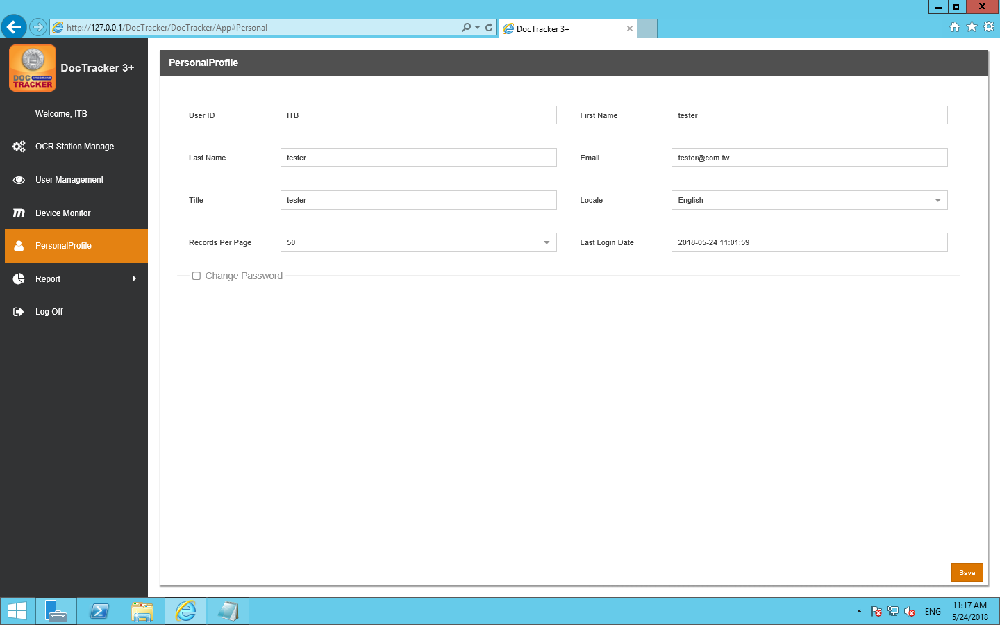 http://127.0.0.1/DocTracker/DocTracker/App#Personal
DocTracker 3+
DOC
TRACKER
DocTracker 3+
Welcome, ITB
OCR Station Manage...
User Management
Device Monitor
PersonalProfile
Report
Log Off
PersonalProfile
User ID ITB First Name tester
Last Name tester Email tester@com.tw
Title tester Locale English
Records Per Page 50 Last Login Date 2018-05-24 11:01:59
Change Password
Save
ENG
11:17 AM
5/24/2018